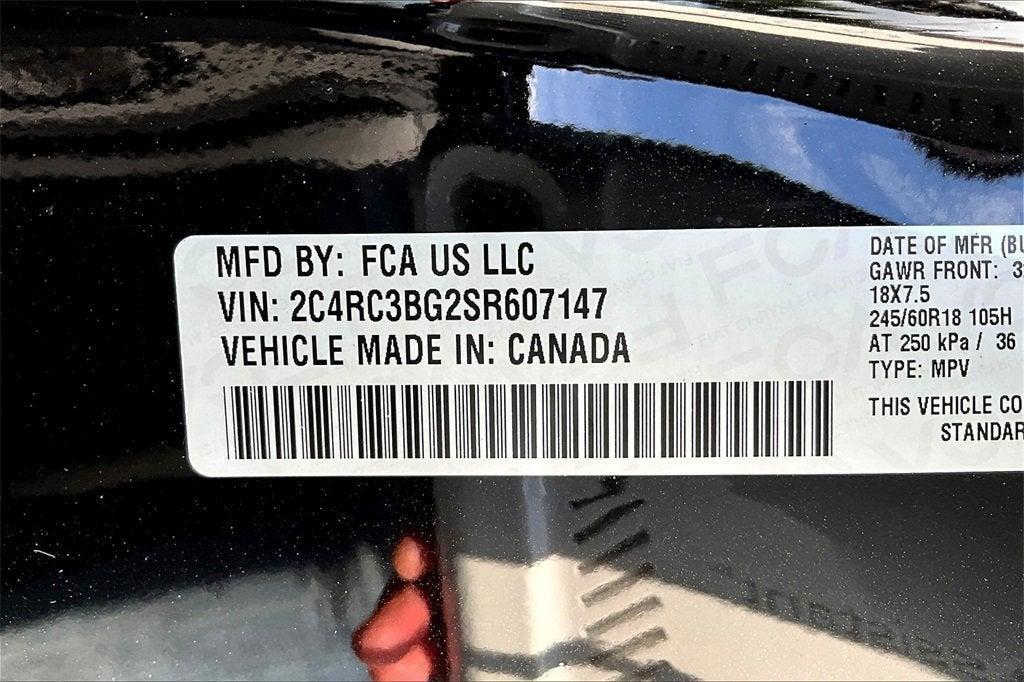 MFD BY: FCA US LLC
VIN: 2C4RC3BG2SR607147
VEHICLE MADE IN: CANADA
DATE OF MFR
GAWR FRONT:
18X7.5
245/60R18 105H
AT 250 kPa / 36
TYPE: MPV
THIS VEHICLE